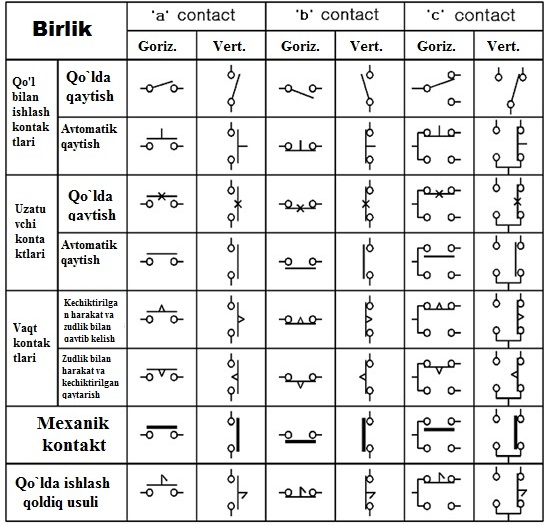 Birlik
'a' contact
'b' contact
'c' contact
Goriz.
Vert.
Goriz.
Vert.
Goriz.
Vert.
Qo'l
bilan
ishlash
kontak
tlari
Qo`lda
qaytish
Avtomatik
qaytish
Uzatu
vchi
konta
ktlari
Qo`lda
qaytish
Avtomatik
qaytish
Vaqt
kontak
tlari
Kechiktirilga
n harakat va
zudlik bilan
qaytib kelish
Zudlik bilan
harakat va
kechiktirilgan
qaytarish
Mexanik
kontakt
Qo`lda ishlash
qoldiq usuli